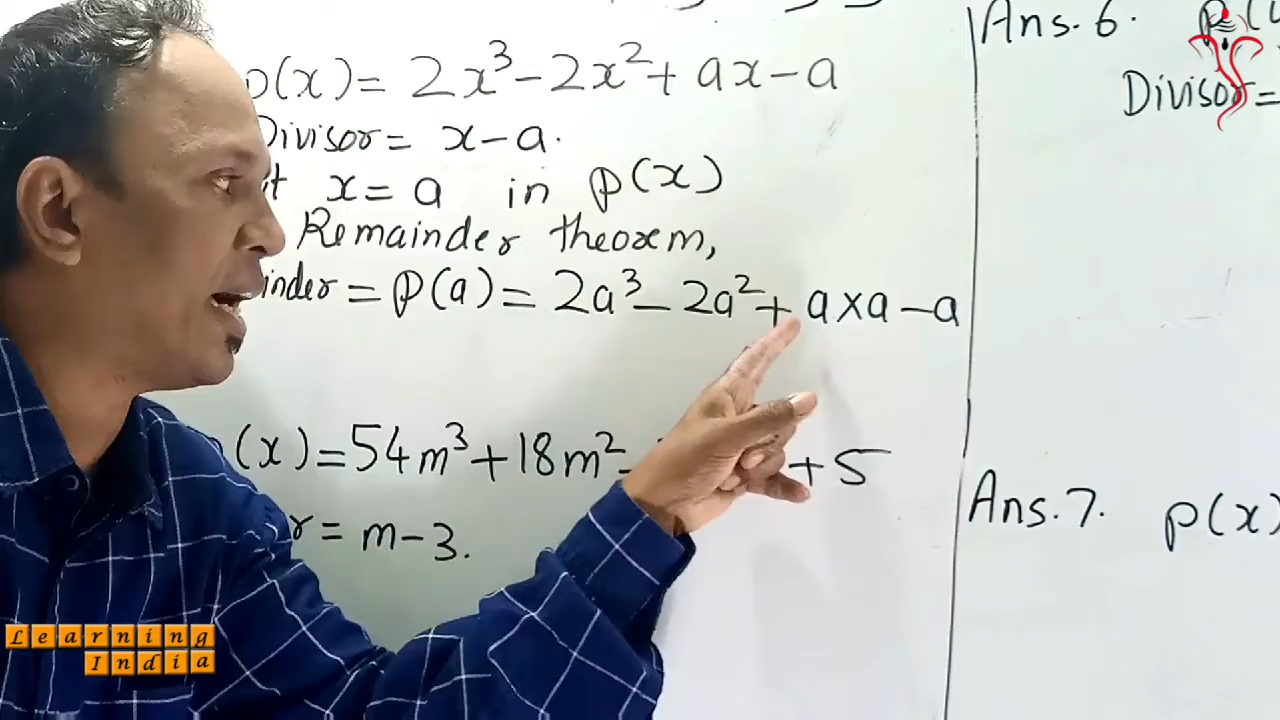 p(x) = 2x³ - 2x² + ax - a
Divisor = x - a.
x = a in p(x)
Remainder theorem,
inder = p(a) = 2a³ - 2a² + a × a - a
(x) = 54m³ + 18m² - + 5
r = m - 3.
Ans. 6.
Divisor =
Ans. 7. p(x)
Learning
India